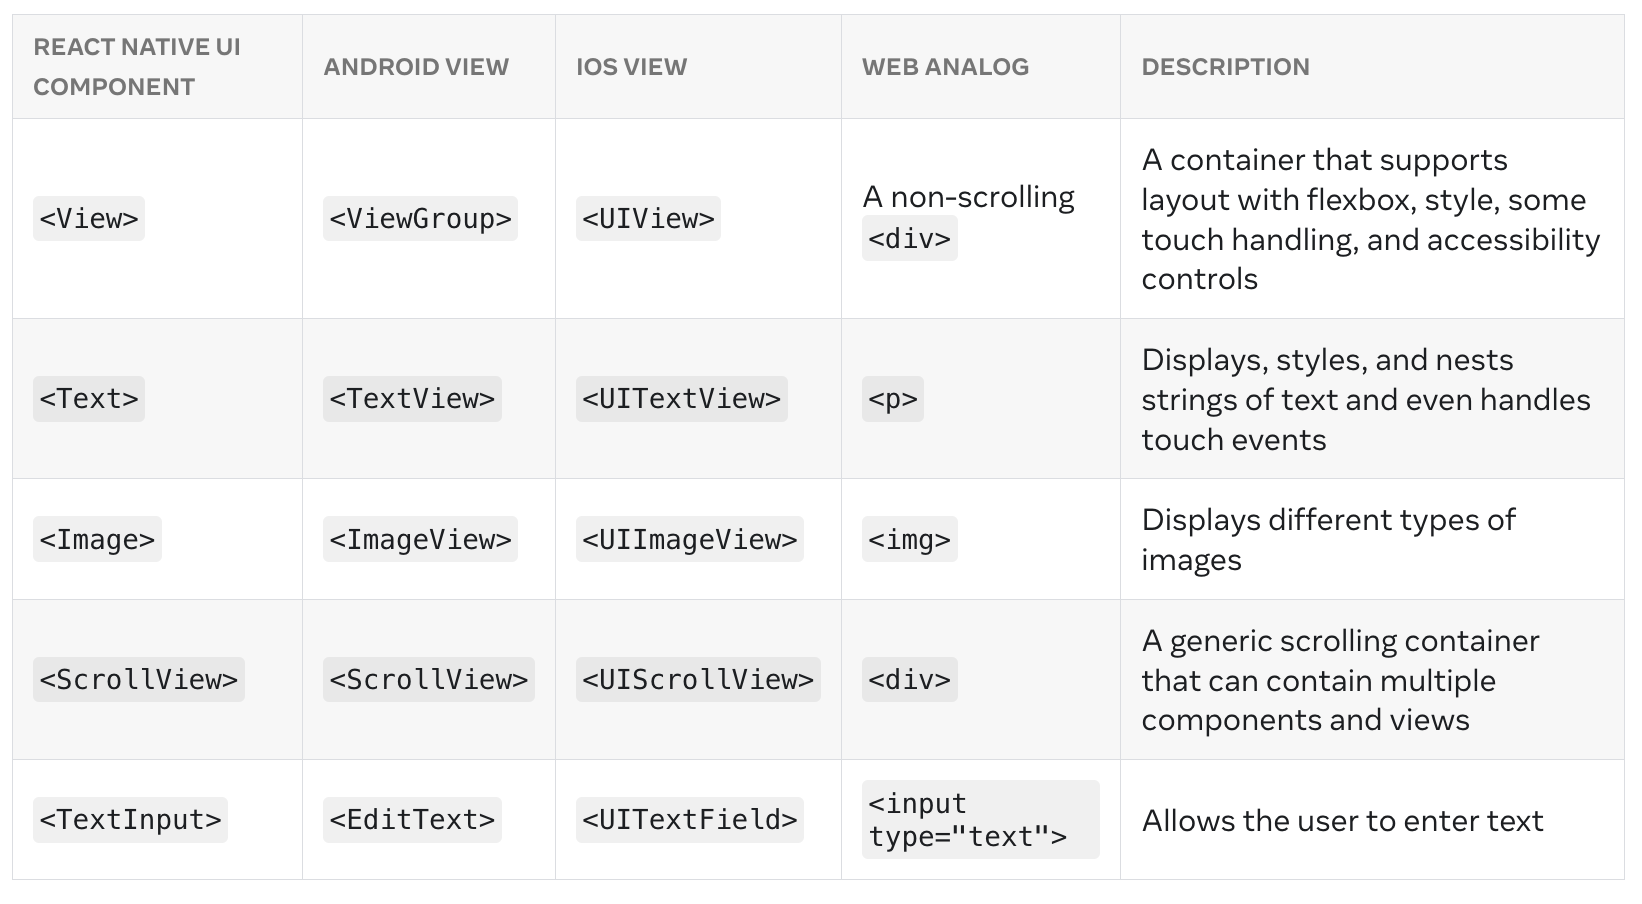 REACT NATIVE UI
COMPONENT
ANDROID VIEW
IOS VIEW
WEB ANALOG
DESCRIPTION
<View>
<ViewGroup>
<UIView>
A non-scrolling
<div>
A container that supports
layout with flexbox, style, some
touch handling, and accessibility
controls
<Text>
<TextView>
<UITextView>
<p>
Displays, styles, and nests
strings of text and even handles
touch events
<Image>
<ImageView>
<UIImageView>
<img>
Displays different types of
images
<ScrollView>
<ScrollView>
<UIScrollView>
<div>
A generic scrolling container
that can contain multiple
components and views
<TextInput>
<EditText>
<UITextField>
<input
type="text">
Allows the user to enter text